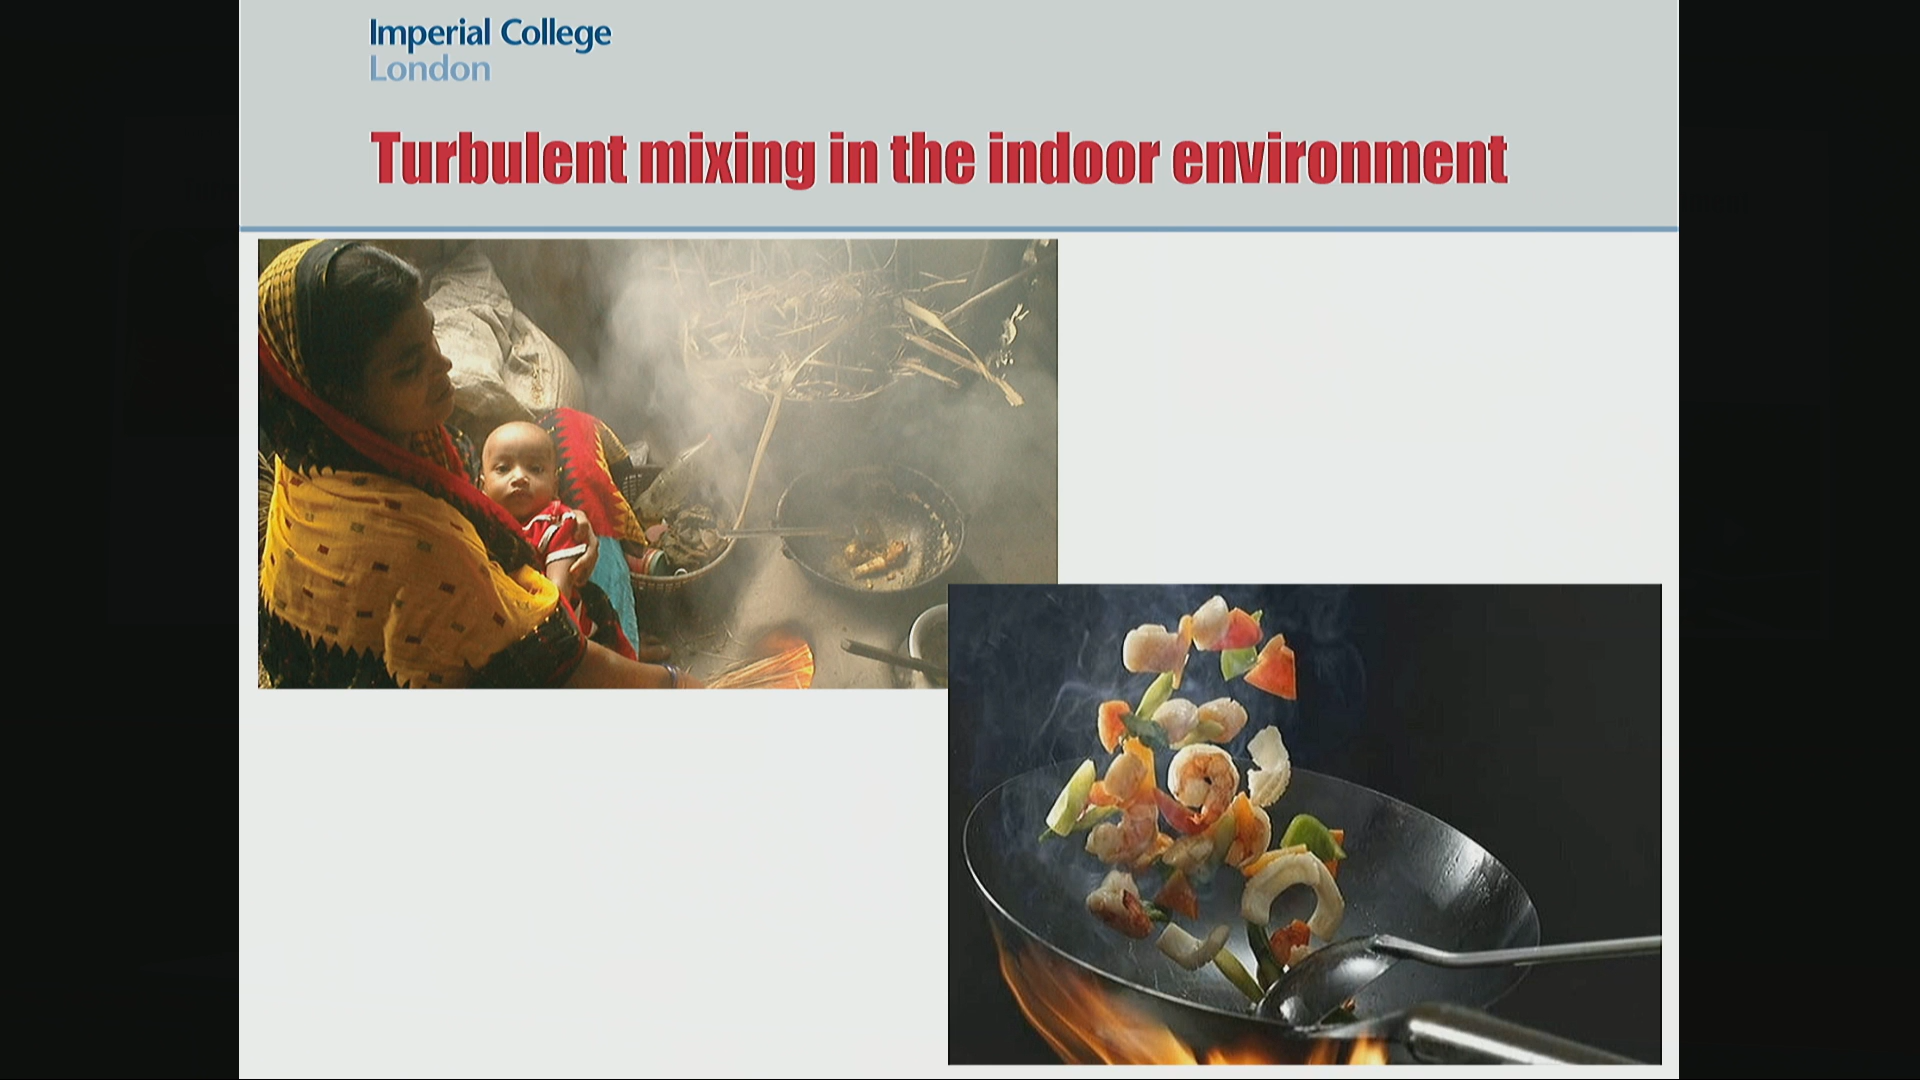 Imperial College
London
Turbulent mixing in the indoor environment